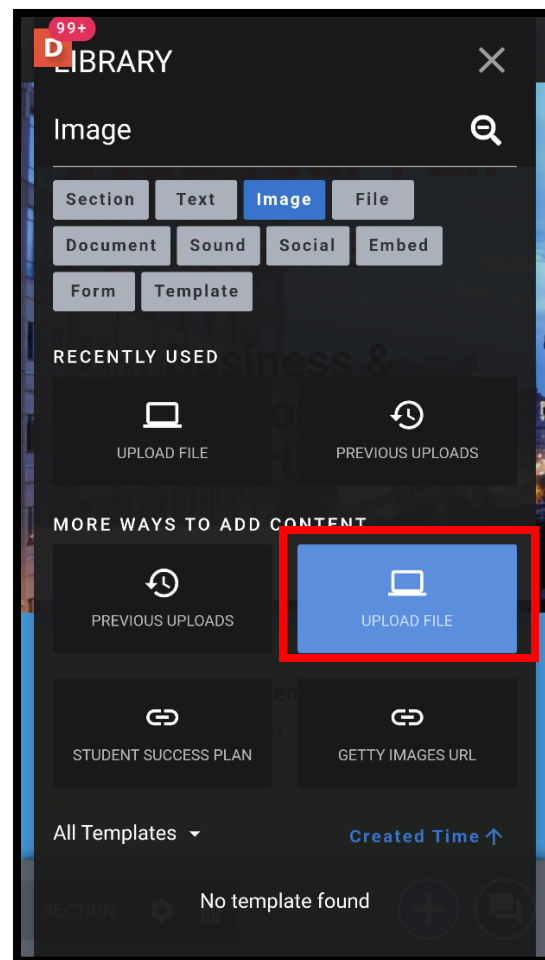 99+
D
LIBRARY
Image
Section Text Image File
Document Sound Social Embed
Form Template
RECENTLY USED
UPLOAD FILE PREVIOUS UPLOADS
MORE WAYS TO ADD CONTENT
PREVIOUS UPLOADS UPLOAD FILE
STUDENT SUCCESS PLAN GETTY IMAGES URL
All Templates Created Time
No template found
SECTION